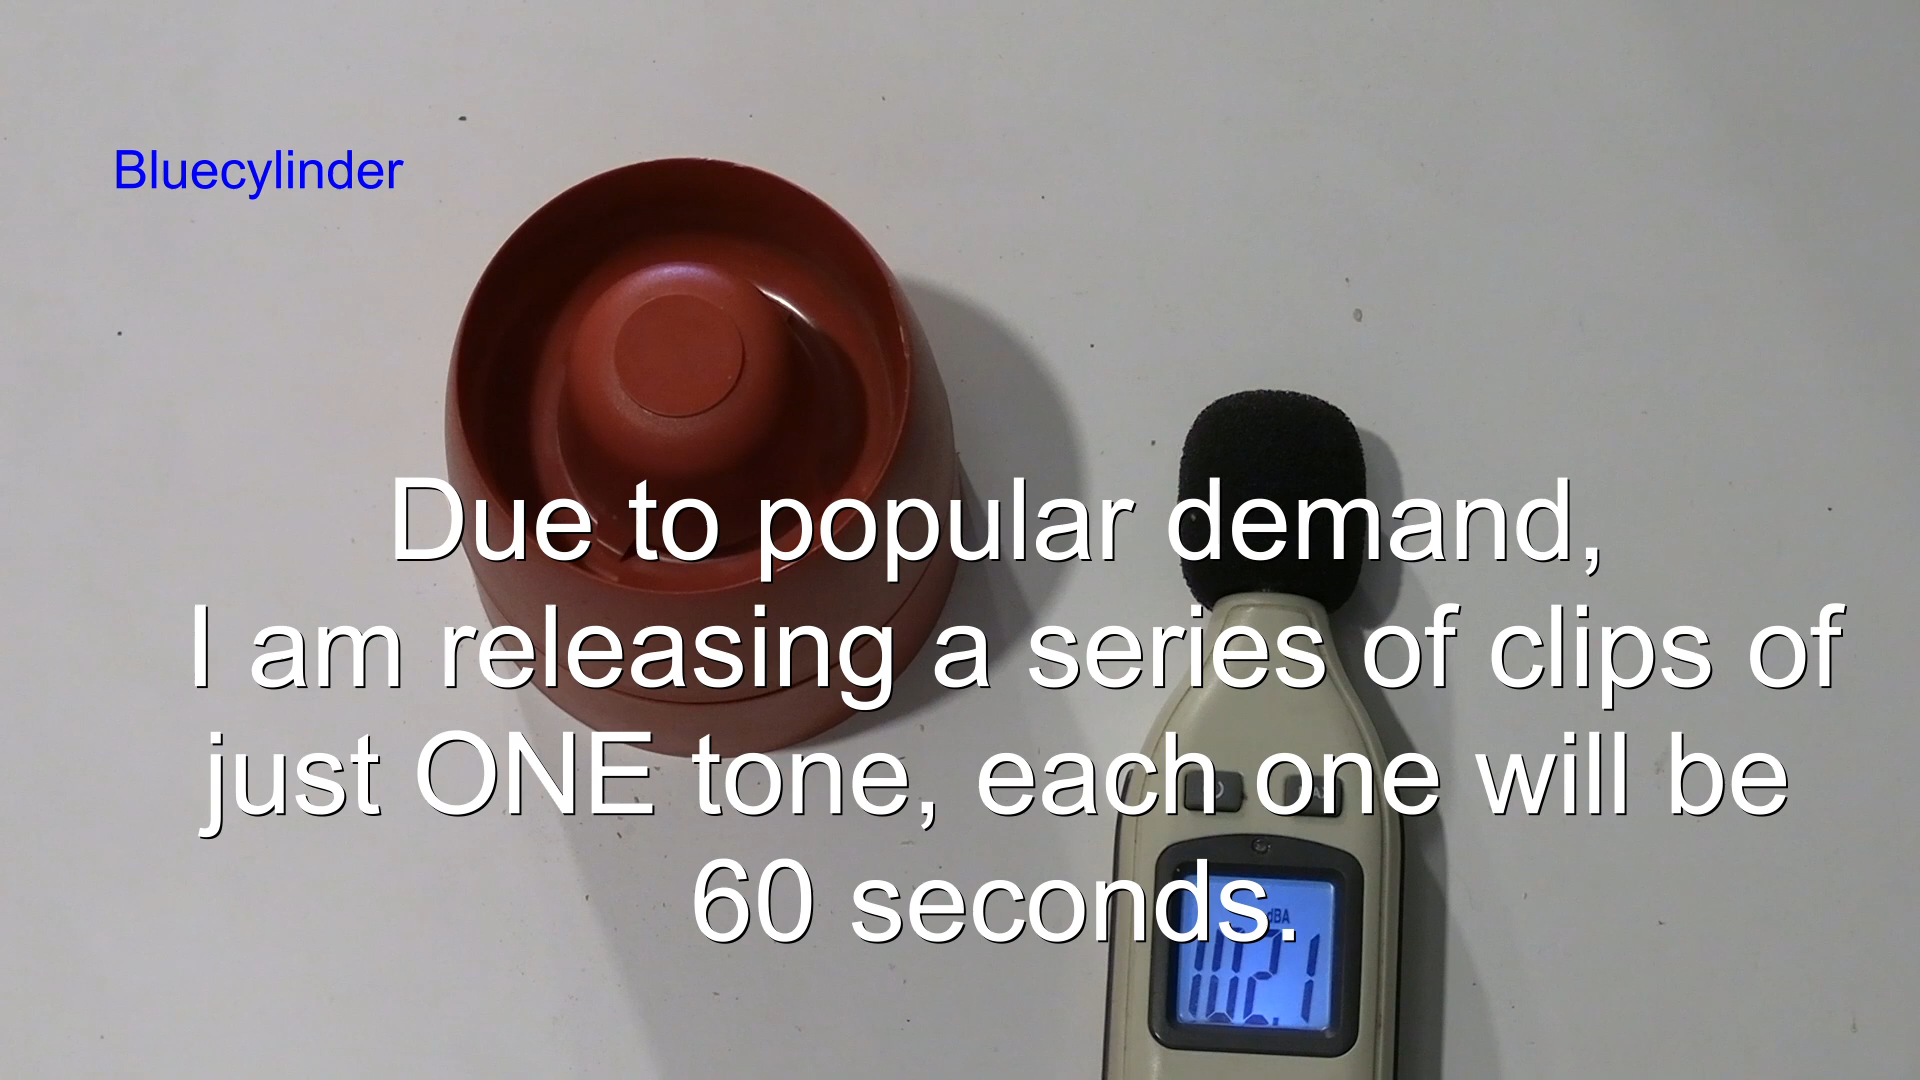 Bluecylinder
Due to popular demand,
I am releasing a series of clips of
just ONE tone, each one will be
60 seconds.
dBA
102.1